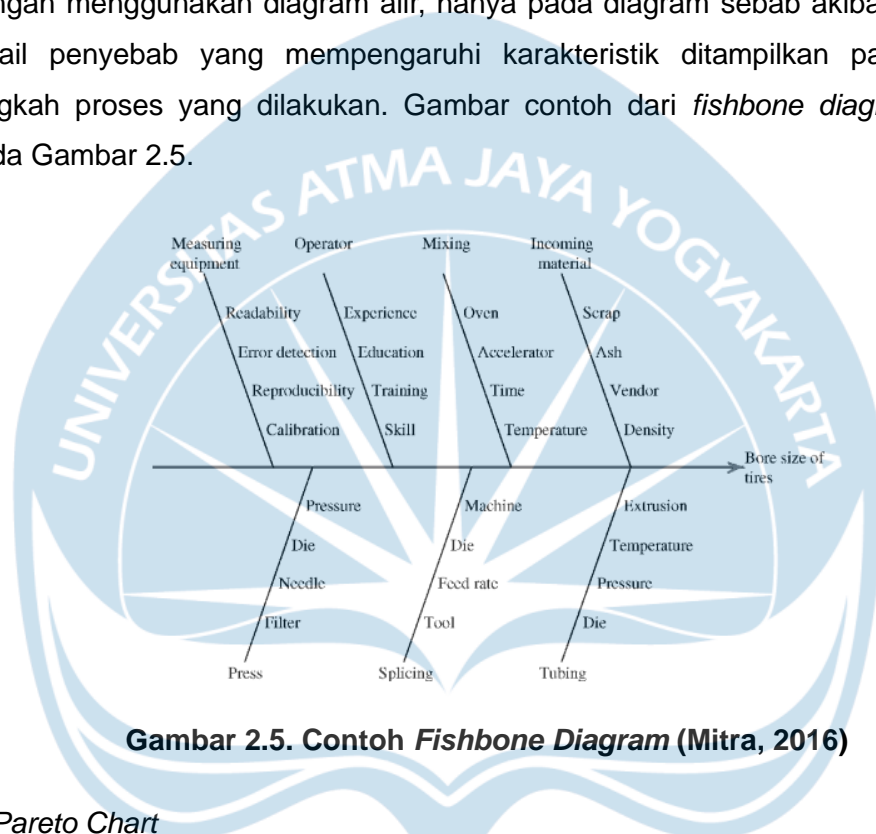 ngan menggunakan diagram alir, hanya pada diagram sebab akiba
ail penyebab yang mempengaruhi karakteristik ditampilkan pa
gkah proses yang dilakukan. Gambar contoh dari fishbone diag
da Gambar 2.5.
UNIVERSITAS ATMA JAYA YOGYAKARTA
Measuring equipment
Operator
Mixing
Incoming material
Readability
Experience
Oven
Scrap
Error detection
Education
Accelerator
Ash
Reproducibility
Training
Time
Vendor
Calibration
Skill
Temperature
Density
Bore size of
tires
Pressure
Machine
Extrusion
Die
Die
Temperature
Needle
Feed rate
Pressure
Filter
Tool
Die
Press
Splicing
Tubing
Gambar 2.5. Contoh Fishbone Diagram (Mitra, 2016)
Pareto Chart